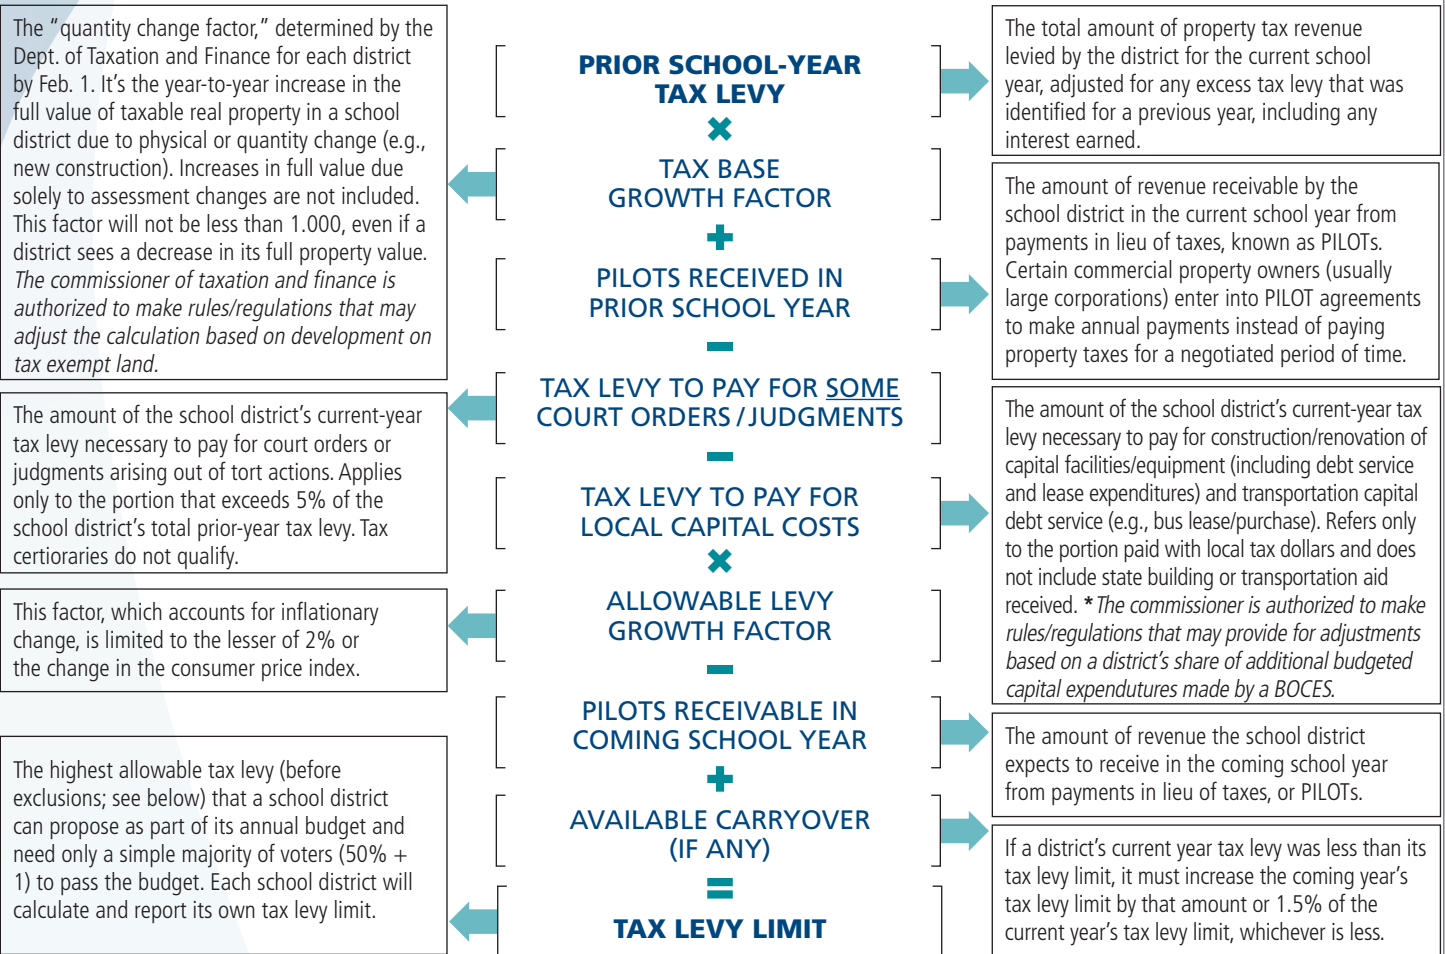 The “quantity change factor,” determined by the
Dept. of Taxation and Finance for each district
by Feb. 1. It’s the year-to-year increase in the
full value of taxable real property in a school
district due to physical or quantity change (e.g.,
new construction). Increases in full value due
solely to assessment changes are not included.
This factor will not be less than 1.000, even if a
district sees a decrease in its full property value.
The commissioner of taxation and finance is
authorized to make rules/regulations that may
adjust the calculation based on development on
tax exempt land.
The amount of the school district’s current-year
tax levy necessary to pay for court orders or
judgments arising out of tort actions. Applies
only to the portion that exceeds 5% of the
school district’s total prior-year tax levy. Tax
certioraries do not qualify.
This factor, which accounts for inflationary
change, is limited to the lesser of 2% or
the change in the consumer price index.
The highest allowable tax levy (before
exclusions; see below) that a school district
can propose as part of its annual budget and
need only a simple majority of voters (50% +
1) to pass the budget. Each school district will
calculate and report its own tax levy limit.
PRIOR SCHOOL-YEAR
TAX LEVY
×
TAX BASE
GROWTH FACTOR
+
PILOTS RECEIVED IN
PRIOR SCHOOL YEAR
–
TAX LEVY TO PAY FOR SOME
COURT ORDERS/JUDGMENTS
–
TAX LEVY TO PAY FOR
LOCAL CAPITAL COSTS
×
ALLOWABLE LEVY
GROWTH FACTOR
–
PILOTS RECEIVABLE IN
COMING SCHOOL YEAR
+
AVAILABLE CARRYOVER
(IF ANY)
=
TAX LEVY LIMIT
The total amount of property tax revenue
levied by the district for the current school
year, adjusted for any excess tax levy that was
identified for a previous year, including any
interest earned.
The amount of revenue receivable by the
school district in the current school year from
payments in lieu of taxes, known as PILOTs.
Certain commercial property owners (usually
large corporations) enter into PILOT agreements
to make annual payments instead of paying
property taxes for a negotiated period of time.
The amount of the school district’s current-year tax
levy necessary to pay for construction/renovation of
capital facilities/equipment (including debt service
and lease expenditures) and transportation capital
debt service (e.g., bus lease/purchase). Refers only
to the portion paid with local tax dollars and does
not include state building or transportation aid
received. *The commissioner is authorized to make
rules/regulations that may provide for adjustments
based on a district’s share of additional budgeted
capital expendutures made by a BOCES.
The amount of revenue the school district
expects to receive in the coming school year
from payments in lieu of taxes, or PILOTs.
If a district’s current year tax levy was less than its
tax levy limit, it must increase the coming year’s
tax levy limit by that amount or 1.5% of the
current year’s tax levy limit, whichever is less.